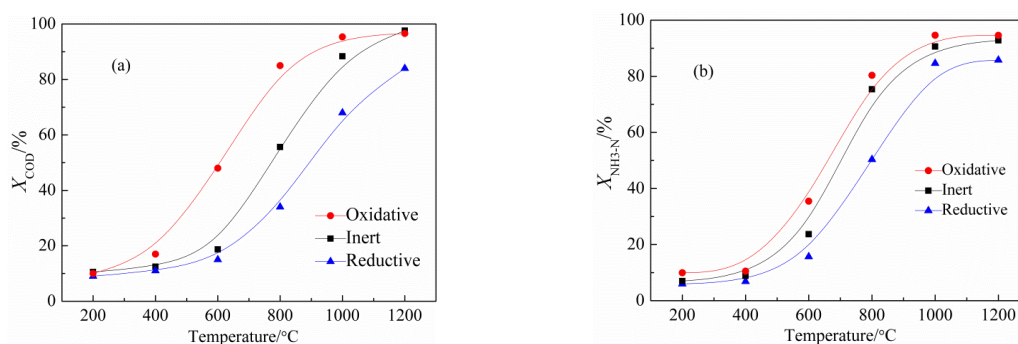 100
80
60
40
20
0
X_COD/%
(a)
Oxidative
Inert
Reductive
200 400 600 800 1000 1200
Temperature/°C
100
80
60
40
20
0
X_NH3-N/%
(b)
Oxidative
Inert
Reductive
200 400 600 800 1000 1200
Temperature/°C